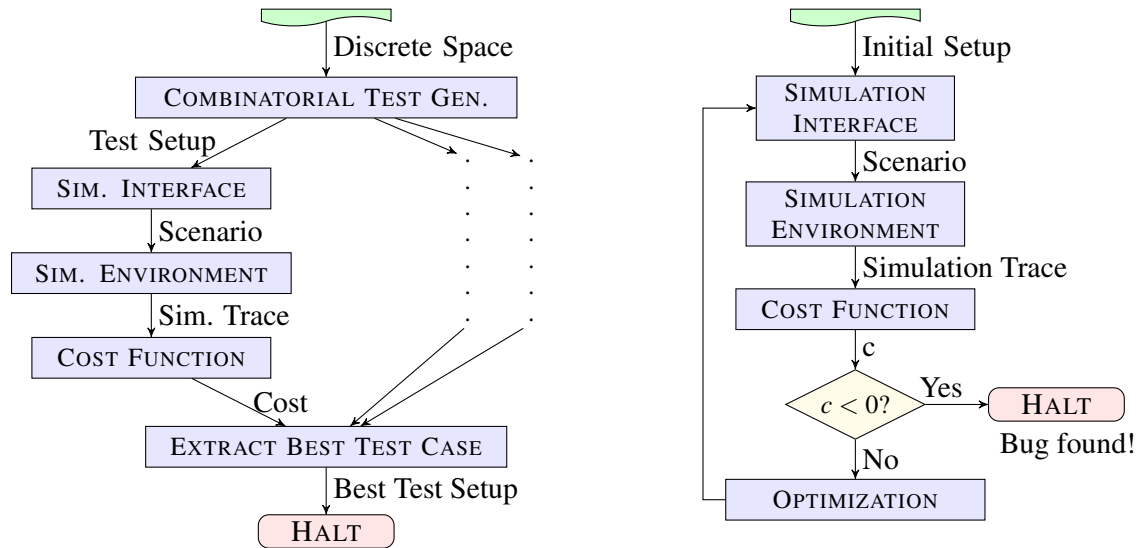 Discrete Space
COMBINATORIAL TEST GEN.
Test Setup
SIM. INTERFACE
Scenario
SIM. ENVIRONMENT
Sim. Trace
COST FUNCTION
Cost
EXTRACT BEST TEST CASE
Best Test Setup
HALT
Initial Setup
SIMULATION
INTERFACE
Scenario
SIMULATION
ENVIRONMENT
Simulation Trace
COST FUNCTION
c
c < 0?
Yes
HALT
Bug found!
No
OPTIMIZATION